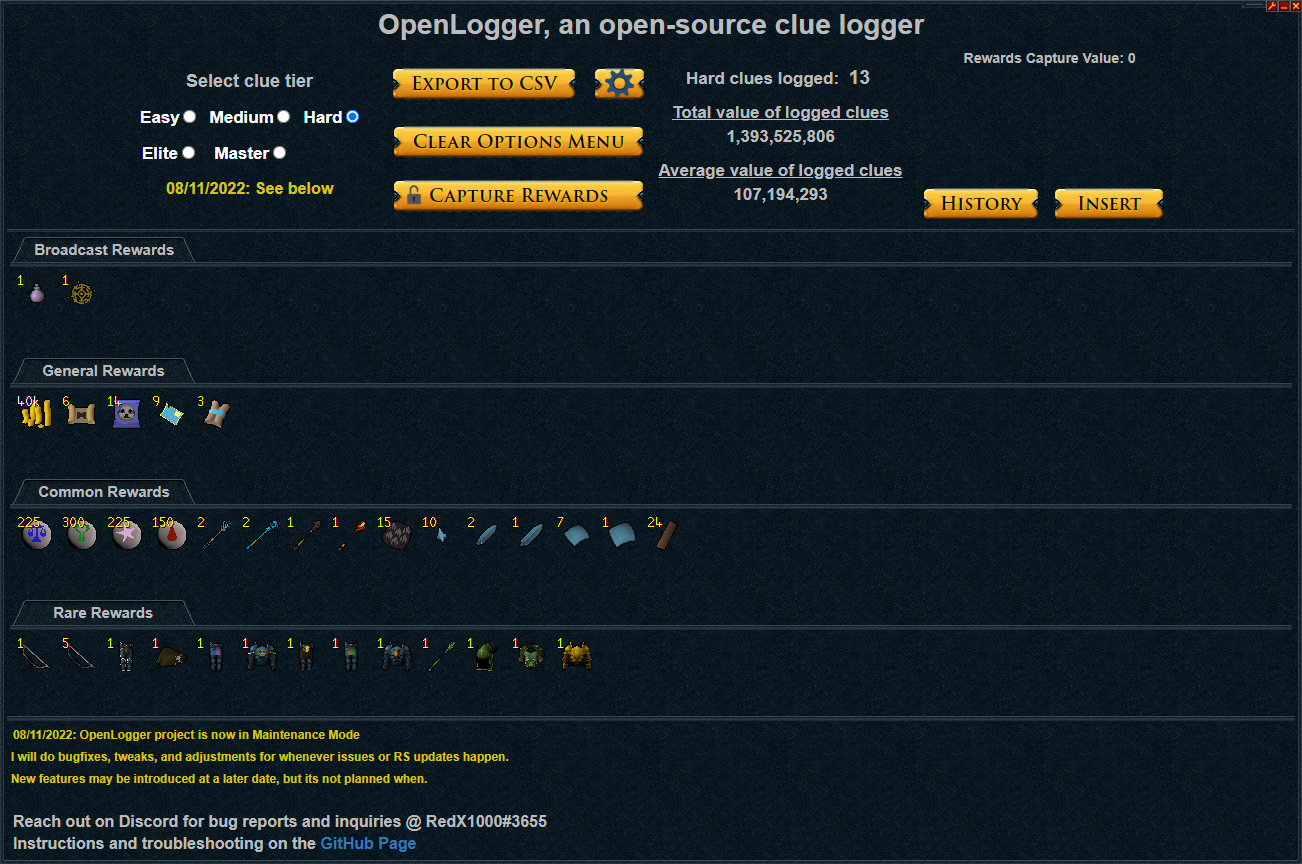 OpenLogger, an open-source clue logger
Rewards Capture Value: 0
Select clue tier
Easy Medium Hard
Elite Master
08/11/2022: See below
EXPORT TO CSV
CLEAR OPTIONS MENU
CAPTURE REWARDS
Hard clues logged: 13
Total value of logged clues
1,393,525,806
Average value of logged clues
107,194,293
HISTORY INSERT
Broadcast Rewards
1 1
General Rewards
40k 6 14 9 3
Common Rewards
225 300 225 150 2 2 1 1 15 10 2 1 7 1 24
Rare Rewards
1 5 1 1 1 1 1 1 1 1 1 1 1
08/11/2022: OpenLogger project is now in Maintenance Mode
I will do bugfixes, tweaks, and adjustments for whenever issues or RS updates happen.
New features may be introduced at a later date, but its not planned when.
Reach out on Discord for bug reports and inquiries @ RedX1000#3655
Instructions and troubleshooting on the GitHub Page